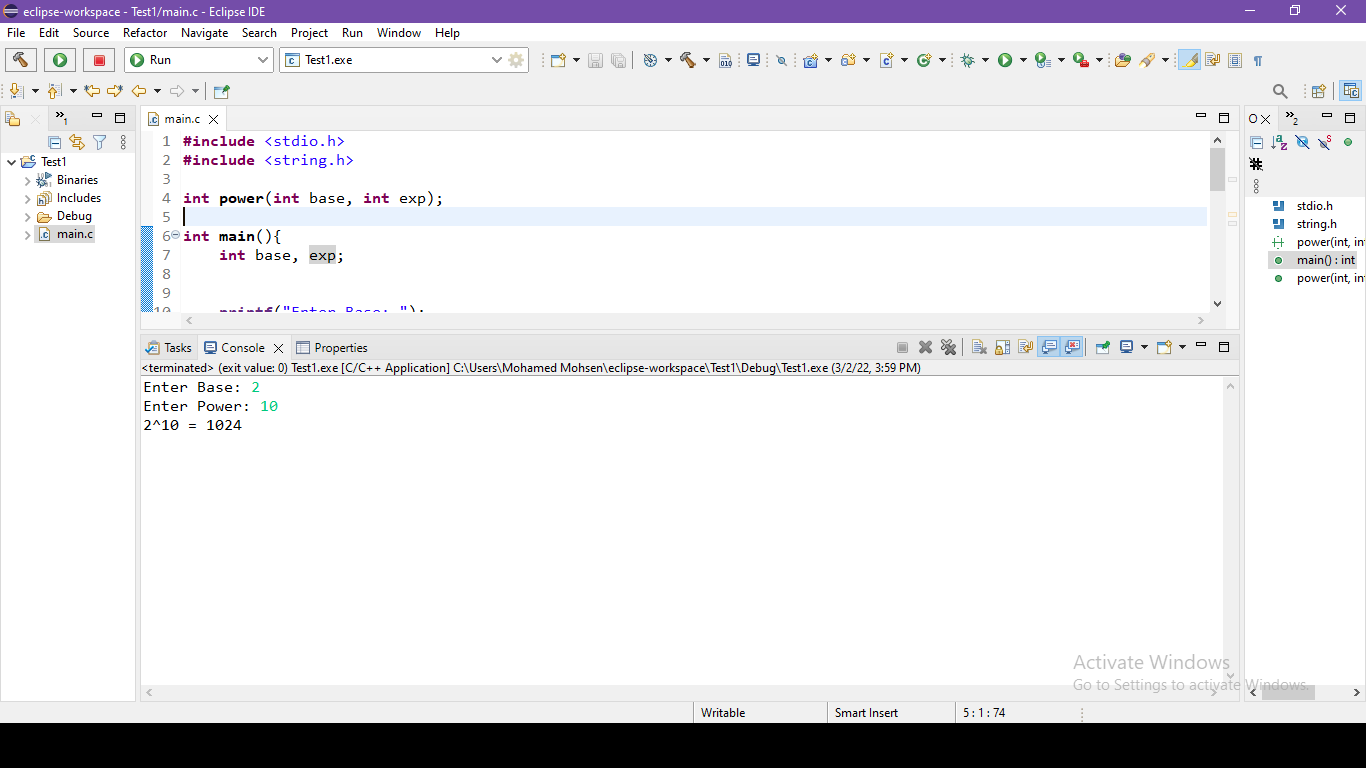 eclipse-workspace - Test1/main.c - Eclipse IDE
File Edit Source Refactor Navigate Search Project Run Window Help
Run
Test1.exe
main.c
Test1
Binaries
Includes
Debug
main.c
1 #include <stdio.h>
2 #include <string.h>
3
4 int power(int base, int exp);
5
6 int main(){
7 int base, exp;
8
9
10 printf("Enter Base: ");
stdio.h
string.h
power(int, in
main() : int
power(int, in
Tasks Console Properties
<terminated> (exit value: 0) Test1.exe [C/C++ Application] C:\Users\Mohamed Mohsen\eclipse-workspace\Test1\Debug\Test1.exe (3/2/22, 3:59 PM)
Enter Base: 2
Enter Power: 10
2^10 = 1024
Activate Windows
Go to Settings to activate Windows.
Writable Smart Insert 5 : 1 : 74